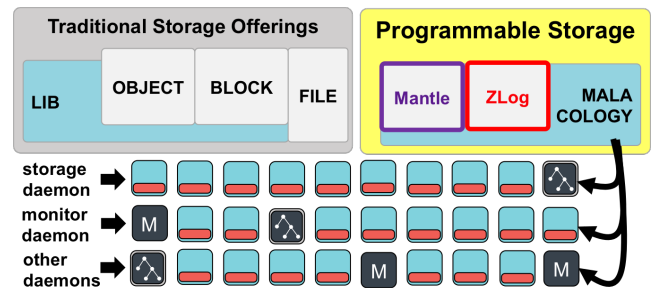 Traditional Storage Offerings
LIB
OBJECT
BLOCK
FILE
Programmable Storage
Mantle
ZLog
MALA
COLOGY
storage
daemon
monitor
daemon
M
other
daemons
M
M